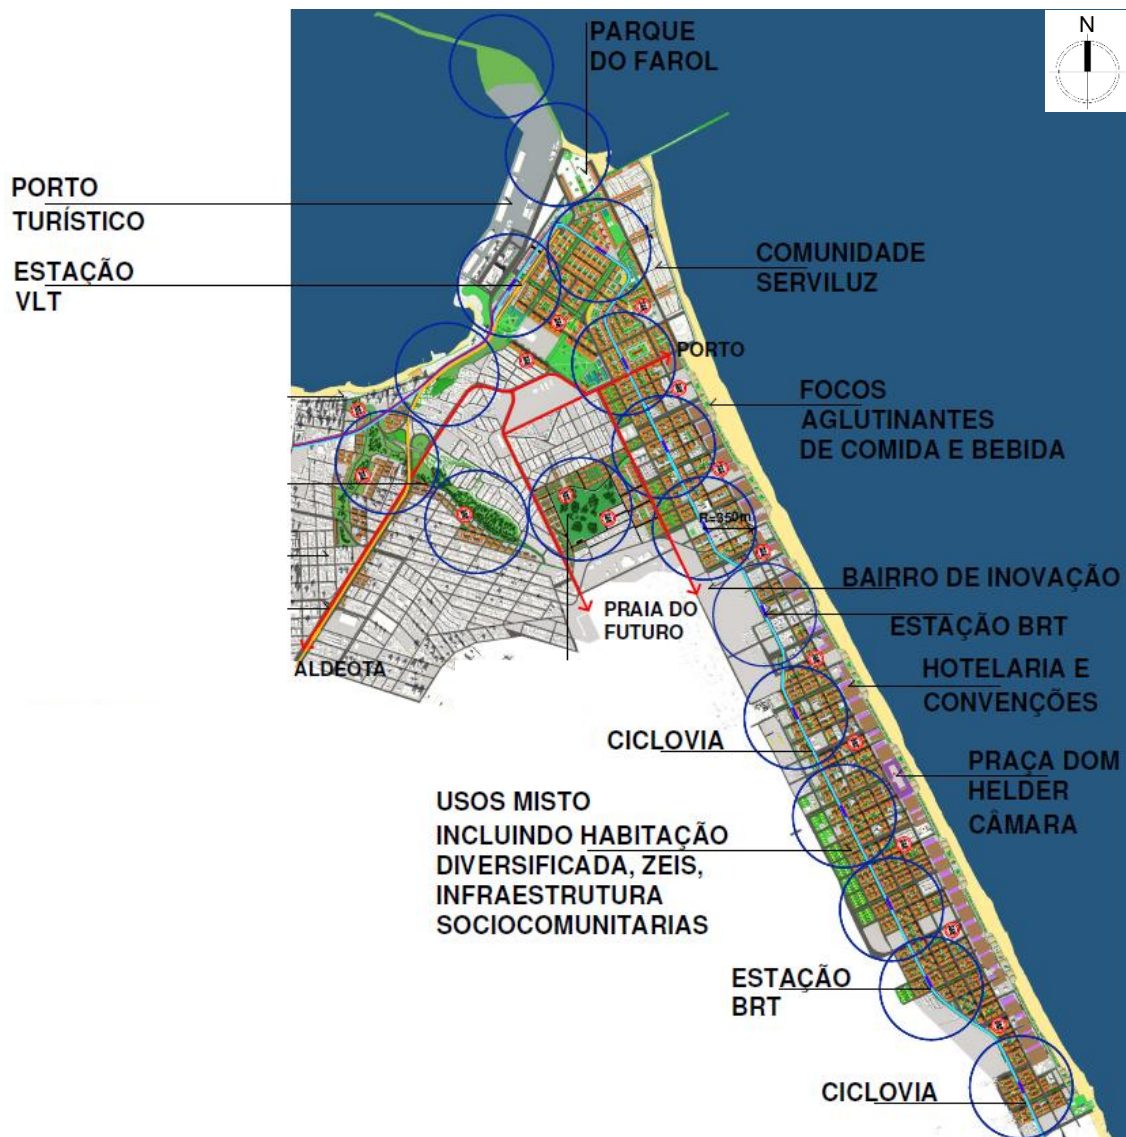 N
PARQUE
DO FAROL
PORTO
TURÍSTICO
ESTAÇÃO
VLT
COMUNIDADE
SERVILUZ
PORTO
FOCOS
AGLUTINANTES
DE COMIDA E BEBIDA
R=350m
BAIRRO DE INOVAÇÃO
PRAIA DO
FUTURO
ESTAÇÃO BRT
ALDEOTA
HOTELARIA E
CONVENÇÕES
CICLOVIA
PRAÇA DOM
HELDER
CÂMARA
USOS MISTO
INCLUINDO HABITAÇÃO
DIVERSIFICADA, ZEIS,
INFRAESTRUTURA
SOCIOCOMUNITARIAS
ESTAÇÃO
BRT
CICLOVIA